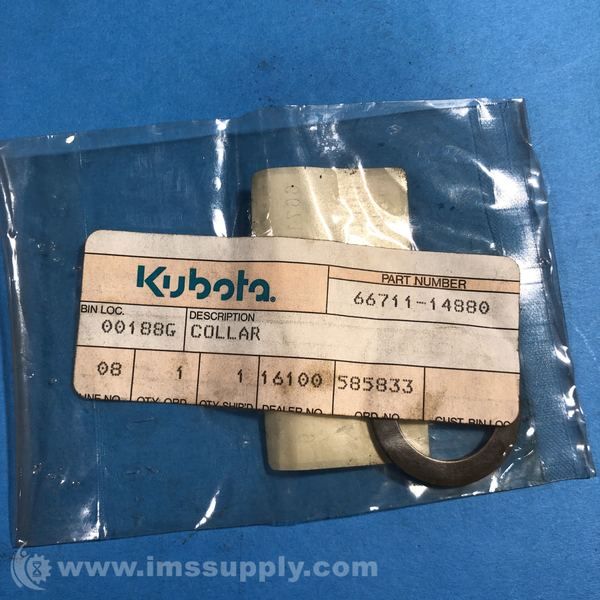 Kubota.
PART NUMBER
66711-14880
BIN LOC.
00188G
DESCRIPTION
COLLAR
08 1 1 16100 585833
QTY. ORD. QTY. SHIP'D DEALER NO. ORD. NO. CUST. BIN LOC
www.imssupply.com